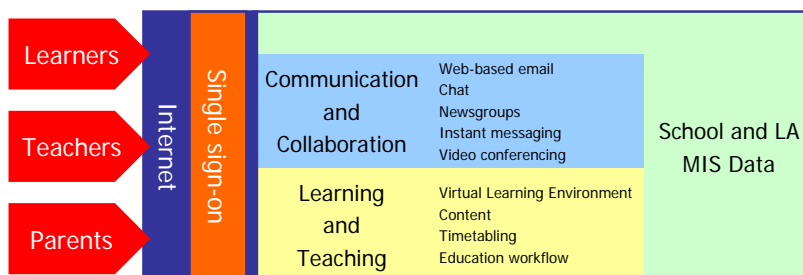 Learners
Teachers
Parents
Internet
Single sign-on
Communication
and
Collaboration
Web-based email
Chat
Newsgroups
Instant messaging
Video conferencing
Learning
and
Teaching
Virtual Learning Environment
Content
Timetabling
Education workflow
School and LA
MIS Data